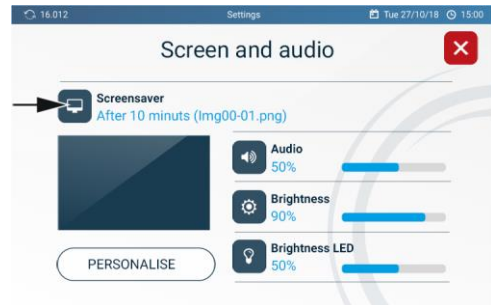 16.012 Settings Tue 27/10/18 15:00
Screen and audio
Screensaver
After 10 minuts (Img00-01.png)
Audio
50%
Brightness
90%
Brightness LED
50%
PERSONALISE